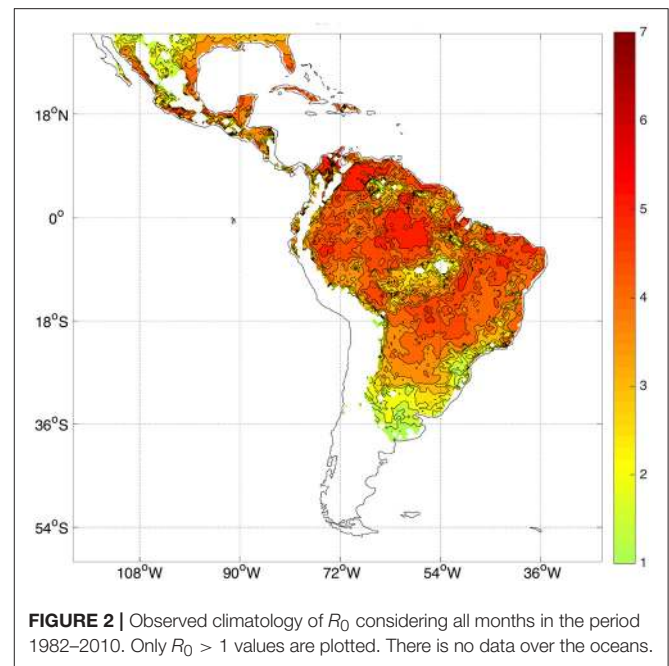 7
6
5
4
3
2
1
18°N
0°
18°S
36°S
54°S
108°W 90°W 72°W 54°W 36°W
FIGURE 2 | Observed climatology of R0 considering all months in the period
1982–2010. Only R0 > 1 values are plotted. There is no data over the oceans.